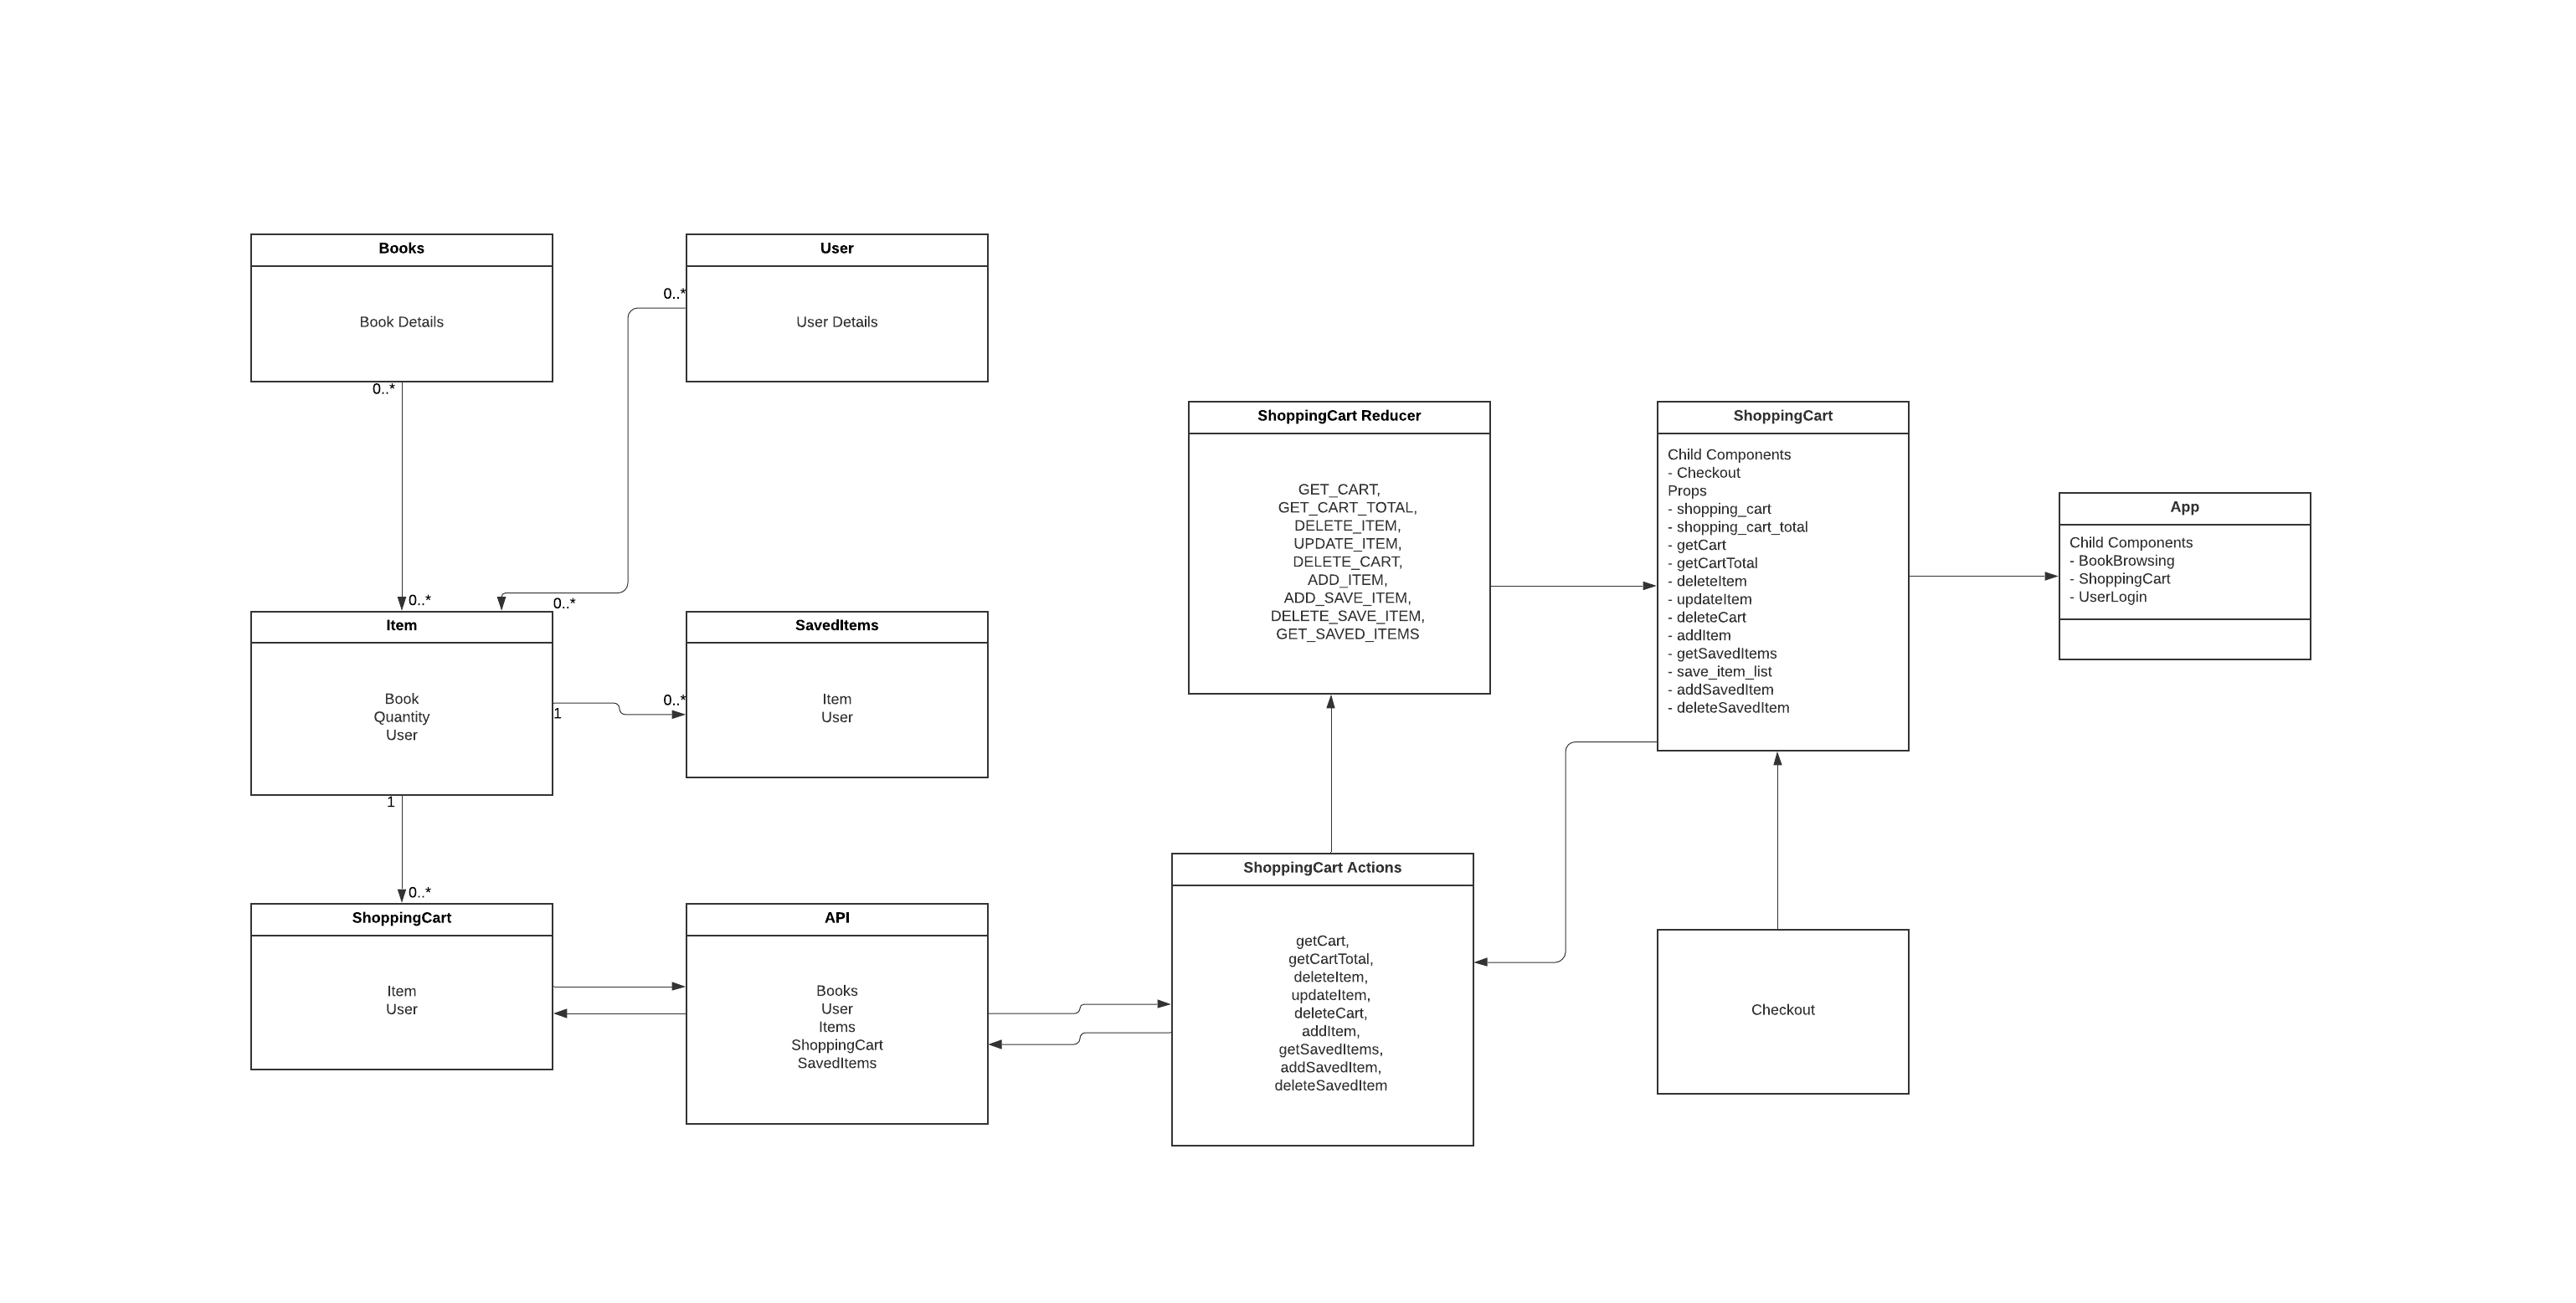 Books
Book Details
0..*
User
User Details
0..*
0..*
0..*
Item
Book
Quantity
User
1
1
0..*
SavedItems
Item
User
0..*
ShoppingCart
Item
User
API
Books
User
Items
ShoppingCart
SavedItems
ShoppingCart Reducer
GET_CART,
GET_CART_TOTAL,
DELETE_ITEM,
UPDATE_ITEM,
DELETE_CART,
ADD_ITEM,
ADD_SAVE_ITEM,
DELETE_SAVE_ITEM,
GET_SAVED_ITEMS
ShoppingCart Actions
getCart,
getCartTotal,
deleteItem,
updateItem,
deleteCart,
addItem,
getSavedItems,
addSavedItem,
deleteSavedItem
ShoppingCart
Child Components
- Checkout
Props
- shopping_cart
- shopping_cart_total
- getCart
- getCartTotal
- deleteItem
- updateItem
- deleteCart
- addItem
- getSavedItems
- save_item_list
- addSavedItem
- deleteSavedItem
Checkout
App
Child Components
- BookBrowsing
- ShoppingCart
- UserLogin